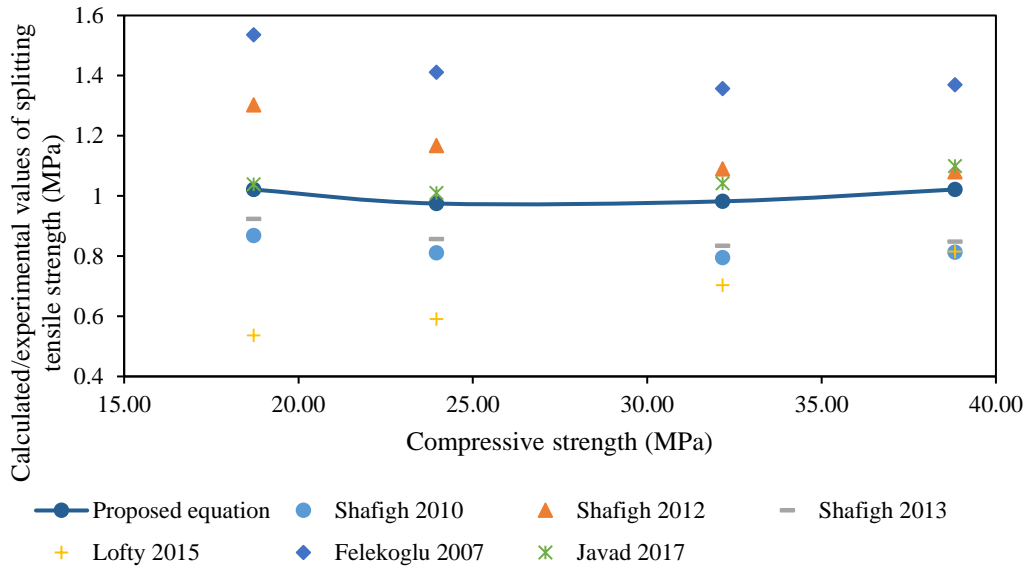 Calculated/experimental values of splitting
tensile strength (MPa)
1.6
1.4
1.2
1
0.8
0.6
0.4
15.00 20.00 25.00 30.00 35.00 40.00
Compressive strength (MPa)
Proposed equation Shafigh 2010 Shafigh 2012 Shafigh 2013
Lofty 2015 Felekoglu 2007 Javad 2017